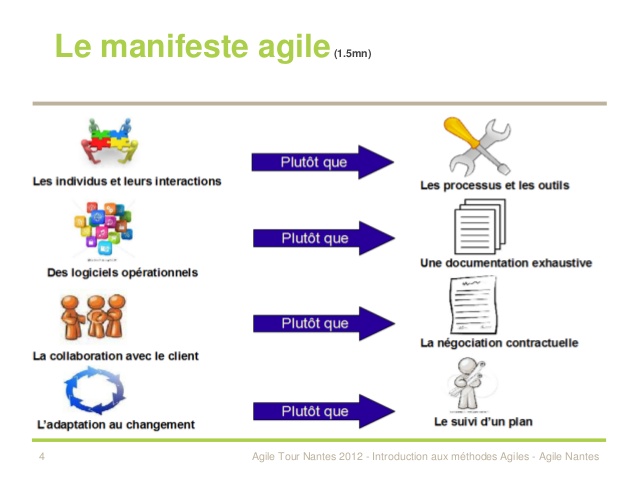 Le manifeste agile (1.5mn)
Les individus et leurs interactions
Plutôt que
Les processus et les outils
Des logiciels opérationnels
Plutôt que
Une documentation exhaustive
La collaboration avec le client
Plutôt que
La négociation contractuelle
L'adaptation au changement
Plutôt que
Le suivi d'un plan
4
Agile Tour Nantes 2012 - Introduction aux méthodes Agiles - Agile Nantes